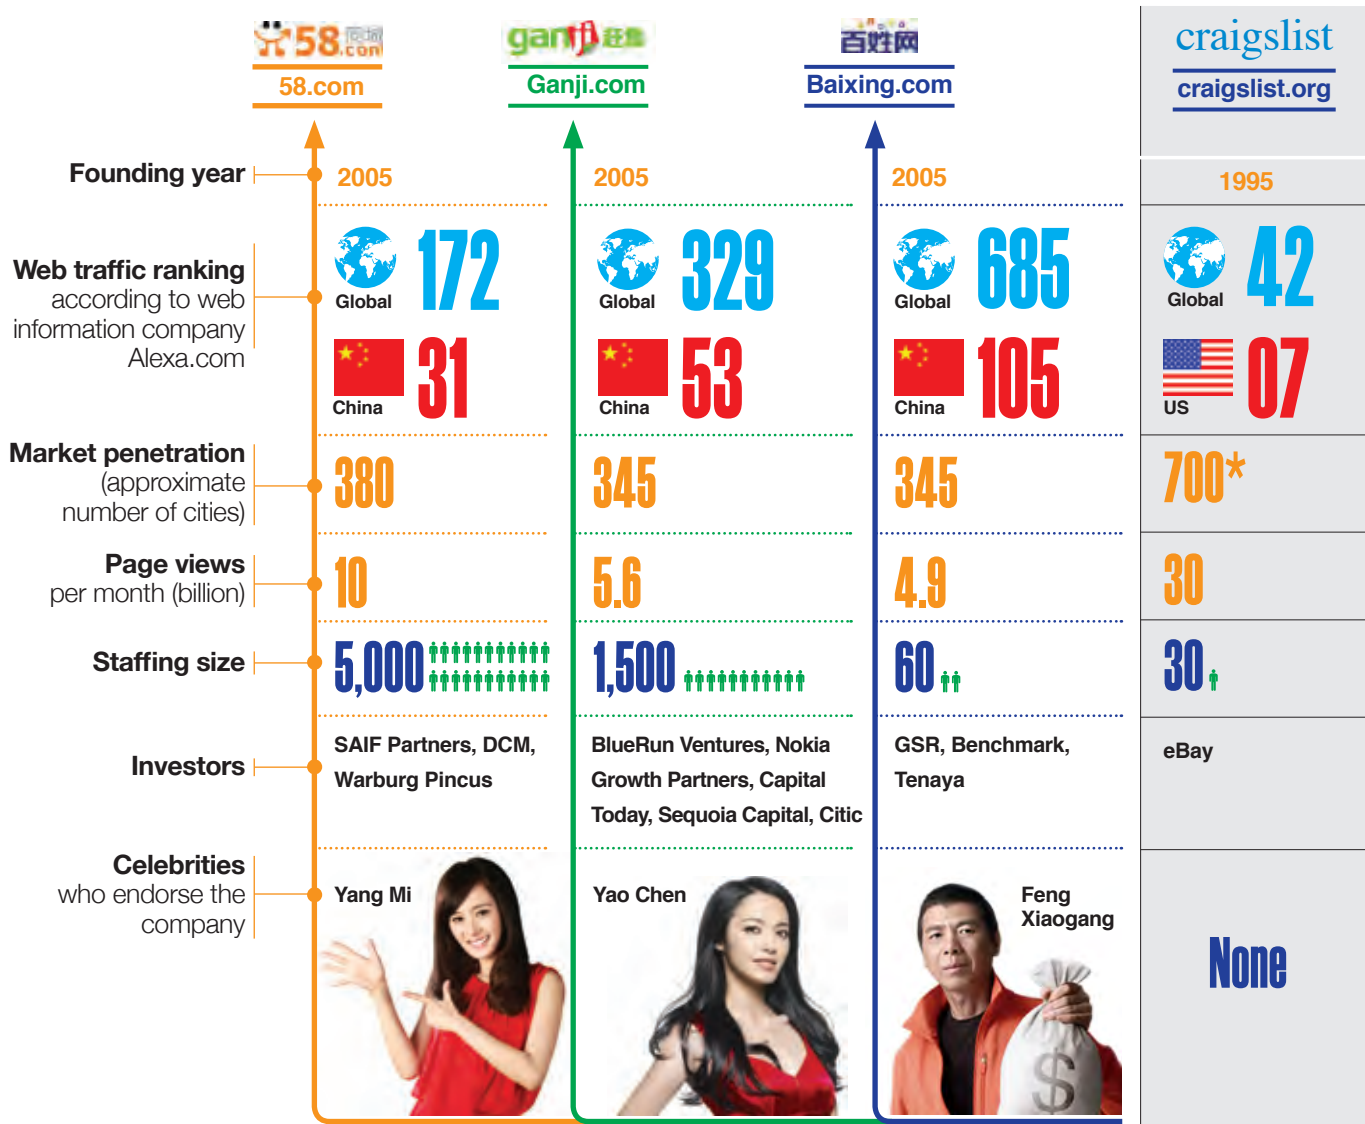 58.com
ganji 赶集
百姓网
craigslist
58.com
Ganji.com
Baixing.com
craigslist.org
Founding year
2005
2005
2005
1995
Web traffic ranking
according to web
information company
Alexa.com
Global
172
Global
329
Global
685
Global
42
China
31
China
53
China
105
US
07
Market penetration
(approximate
number of cities)
380
345
345
700*
Page views
per month (billion)
10
5.6
4.9
30
Staffing size
5,000
1,500
60
30
Investors
SAIF Partners, DCM,
Warburg Pincus
BlueRun Ventures, Nokia
Growth Partners, Capital
Today, Sequoia Capital, Citic
GSR, Benchmark,
Tenaya
eBay
Celebrities
who endorse the
company
Yang Mi
Yao Chen
Feng
Xiaogang
None
$